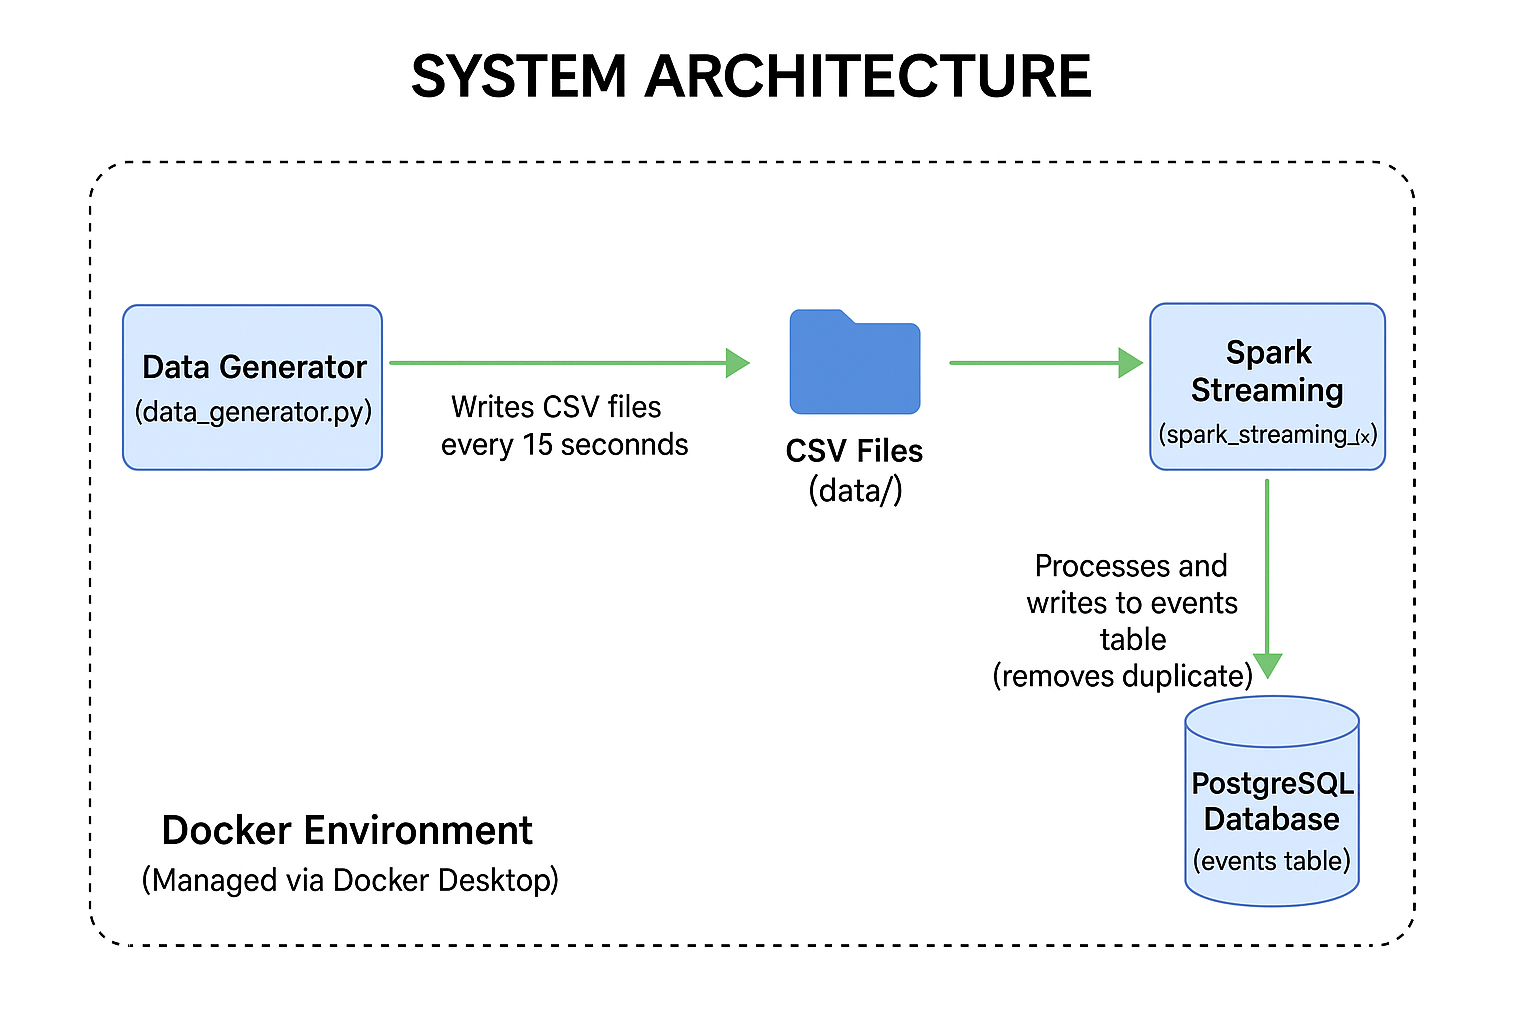 SYSTEM ARCHITECTURE
Data Generator
(data_generator.py)
Writes CSV files
every 15 seconnds
CSV Files
(data/)
Spark
Streaming
(spark_streaming_(x)
Processes and
writes to events
table
(removes duplicate)
PostgreSQL
Database
(events table)
Docker Environment
(Managed via Docker Desktop)